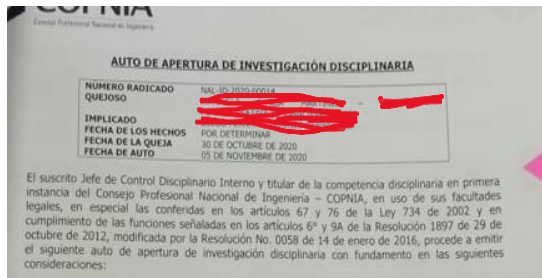 COPNIA
Consejo Profesional Nacional de Ingeniería
AUTO DE APERTURA DE INVESTIGACIÓN DISCIPLINARIA
NÚMERO RADICADO NAL-ID-2020-00014
QUEJOSO
IMPLICADO
FECHA DE LOS HECHOS POR DETERMINAR
FECHA DE LA QUEJA 30 DE OCTUBRE DE 2020
FECHA DE AUTO 05 DE NOVIEMBRE DE 2020
El suscrito Jefe de Control Disciplinario Interno y titular de la competencia disciplinaria en primera
instancia del Consejo Profesional Nacional de Ingeniería – COPNIA, en uso de sus facultades
legales, en especial las conferidas en los artículos 67 y 76 de la Ley 734 de 2002 y en
cumplimiento de las funciones señaladas en los artículos 6° y 9A de la Resolución 1897 de 29 de
octubre de 2012, modificada por la Resolución No. 0058 de 14 de enero de 2016, procede a emitir
el siguiente auto de apertura de investigación disciplinaria con fundamento en las siguientes
consideraciones: